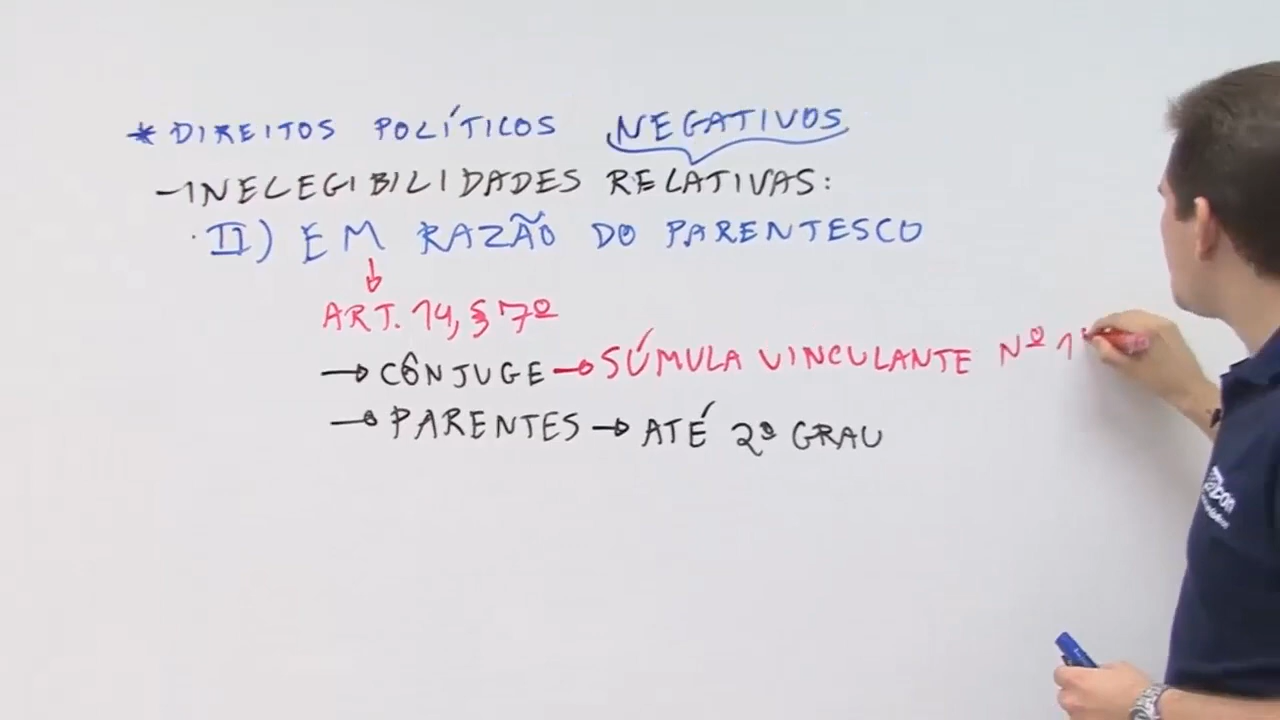 * DIREITOS POLÍTICOS NEGATIVOS
- INELEGIBILIDADES RELATIVAS:
· II) EM RAZÃO DO PARENTESCO
ART. 14, § 7º
→ CÔNJUGE → SÚMULA VINCULANTE Nº 1
→ PARENTES → ATÉ 2º GRAU